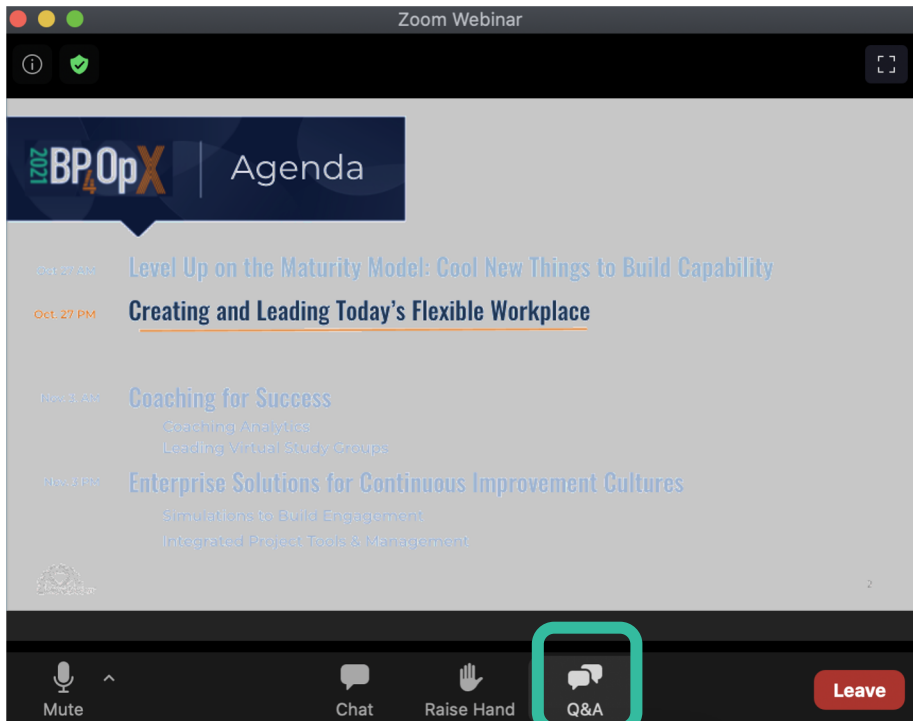 Zoom Webinar
2021 BP4OpX Agenda
Level Up on the Maturity Model: Cool New Things to Build Capability
Oct. 27 PM Creating and Leading Today's Flexible Workplace
Coaching for Success
Coaching Analytics
Leading Virtual Study Groups
Enterprise Solutions for Continuous Improvement Cultures
Simulations to Build Engagement
Integrated Project Tools & Management
2
Mute
Chat
Raise Hand
Q&A
Leave